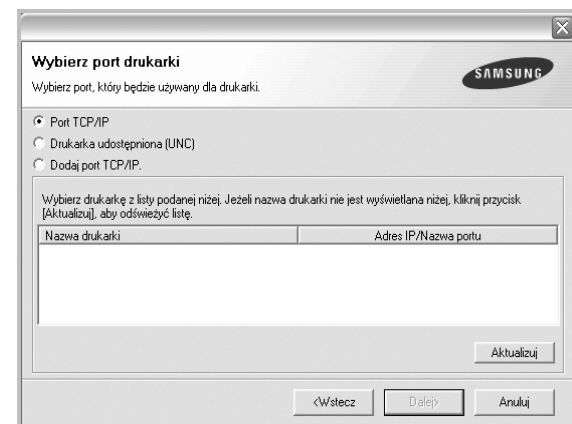 Wybierz port drukarki
Wybierz port, który będzie używany dla drukarki.
SAMSUNG
Port TCP/IP
Drukarka udostępniona (UNC)
Dodaj port TCP/IP.
Wybierz drukarkę z listy podanej niżej. Jeżeli nazwa drukarki nie jest wyświetlana niżej, kliknij przycisk
[Aktualizuj], aby odświeżyć listę.
Nazwa drukarki Adres IP/Nazwa portu
Aktualizuj
<Wstecz Dalej> Anuluj